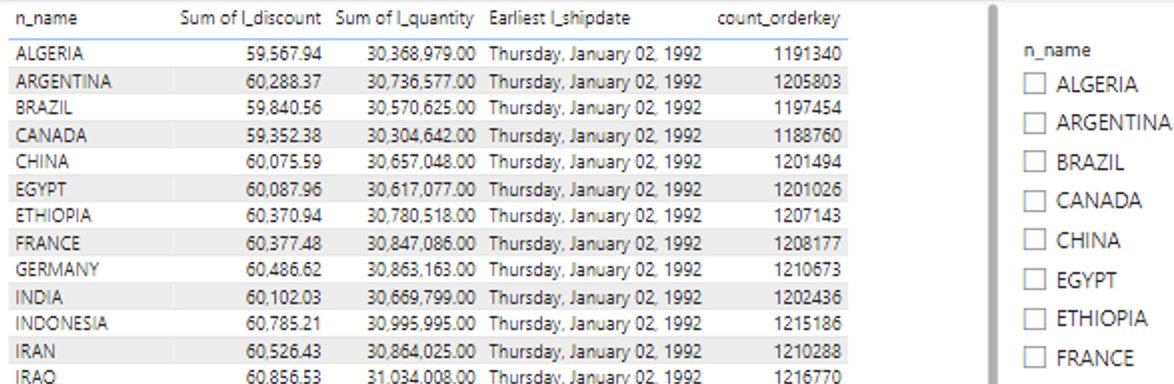 n_name Sum of l_discount Sum of l_quantity Earliest l_shipdate count_orderkey
ALGERIA 59,567.94 30,368,979.00 Thursday, January 02, 1992 1191340
ARGENTINA 60,288.37 30,736,577.00 Thursday, January 02, 1992 1205803
BRAZIL 59,840.56 30,570,625.00 Thursday, January 02, 1992 1197454
CANADA 59,352.38 30,304,642.00 Thursday, January 02, 1992 1188760
CHINA 60,075.59 30,657,048.00 Thursday, January 02, 1992 1201494
EGYPT 60,087.96 30,617,077.00 Thursday, January 02, 1992 1201026
ETHIOPIA 60,370.94 30,780,518.00 Thursday, January 02, 1992 1207143
FRANCE 60,377.48 30,847,086.00 Thursday, January 02, 1992 1208177
GERMANY 60,486.62 30,863,163.00 Thursday, January 02, 1992 1210673
INDIA 60,102.03 30,669,799.00 Thursday, January 02, 1992 1202436
INDONESIA 60,785.21 30,995,995.00 Thursday, January 02, 1992 1215186
IRAN 60,526.43 30,864,025.00 Thursday, January 02, 1992 1210288
IRAQ 60,856.53 31,034,008.00 Thursday, January 02, 1992 1216770
n_name
ALGERIA
ARGENTINA
BRAZIL
CANADA
CHINA
EGYPT
ETHIOPIA
FRANCE